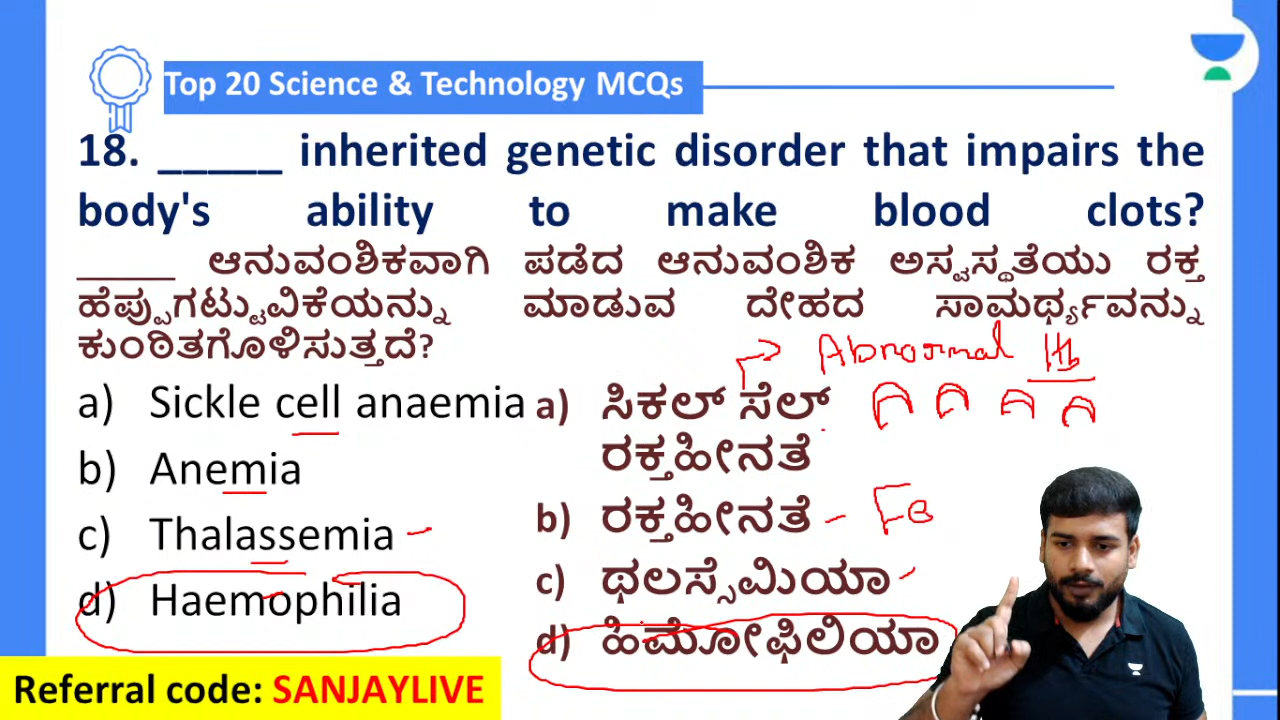 Top 20 Science & Technology MCQs
18. _____ inherited genetic disorder that impairs the
body's ability to make blood clots?
____ ಆನುವಂಶಿಕವಾಗಿ ಪಡೆದ ಆನುವಂಶಿಕ ಅಸ್ವಸ್ಥತೆಯು ರಕ್ತ
ಹೆಪ್ಪುಗಟ್ಟುವಿಕೆಯನ್ನು ಮಾಡುವ ದೇಹದ ಸಾಮರ್ಥ್ಯವನ್ನು
ಕುಂಠಿತಗೊಳಿಸುತ್ತದೆ?
Abnormal Hb
a) Sickle cell anaemia
b) Anemia
c) Thalassemia
d) Haemophilia
a) ಸಿಕಲ್ ಸೆಲ್
ರಕ್ತಹೀನತೆ
b) ರಕ್ತಹೀನತೆ - Fe
c) ಥಲಸ್ಸೆಮಿಯಾ
d) ಹಿಮೋಫಿಲಿಯಾ
Referral code: SANJAYLIVE